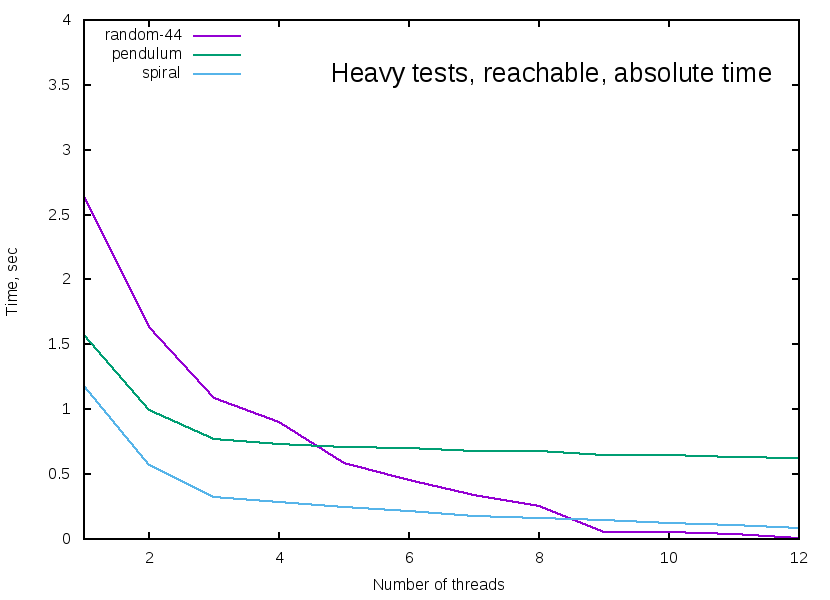 4
3.5
3
2.5
2
1.5
1
0.5
0
random-44
pendulum
spiral
Heavy tests, reachable, absolute time
Time, sec
2 4 6 8 10 12
Number of threads